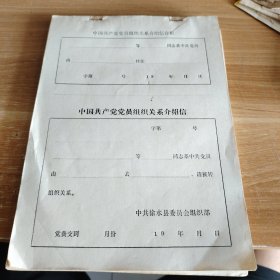 中国共产党党员组织关系介绍信存根
等　　同志系中共党员
由　　往至
字第　　号　19　年　月　日
中国共产党党员组织关系介绍信
字第　　号
等　　同志系中共党员
由　　去　　，请转
组织关系。
中共徐水县委员会组织部
党费交到　　月份　19　年　月　日